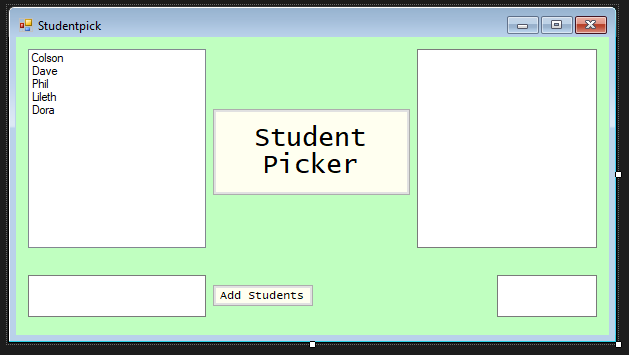 Studentpick
Colson
Dave
Phil
Lileth
Dora
Student
Picker
Add Students